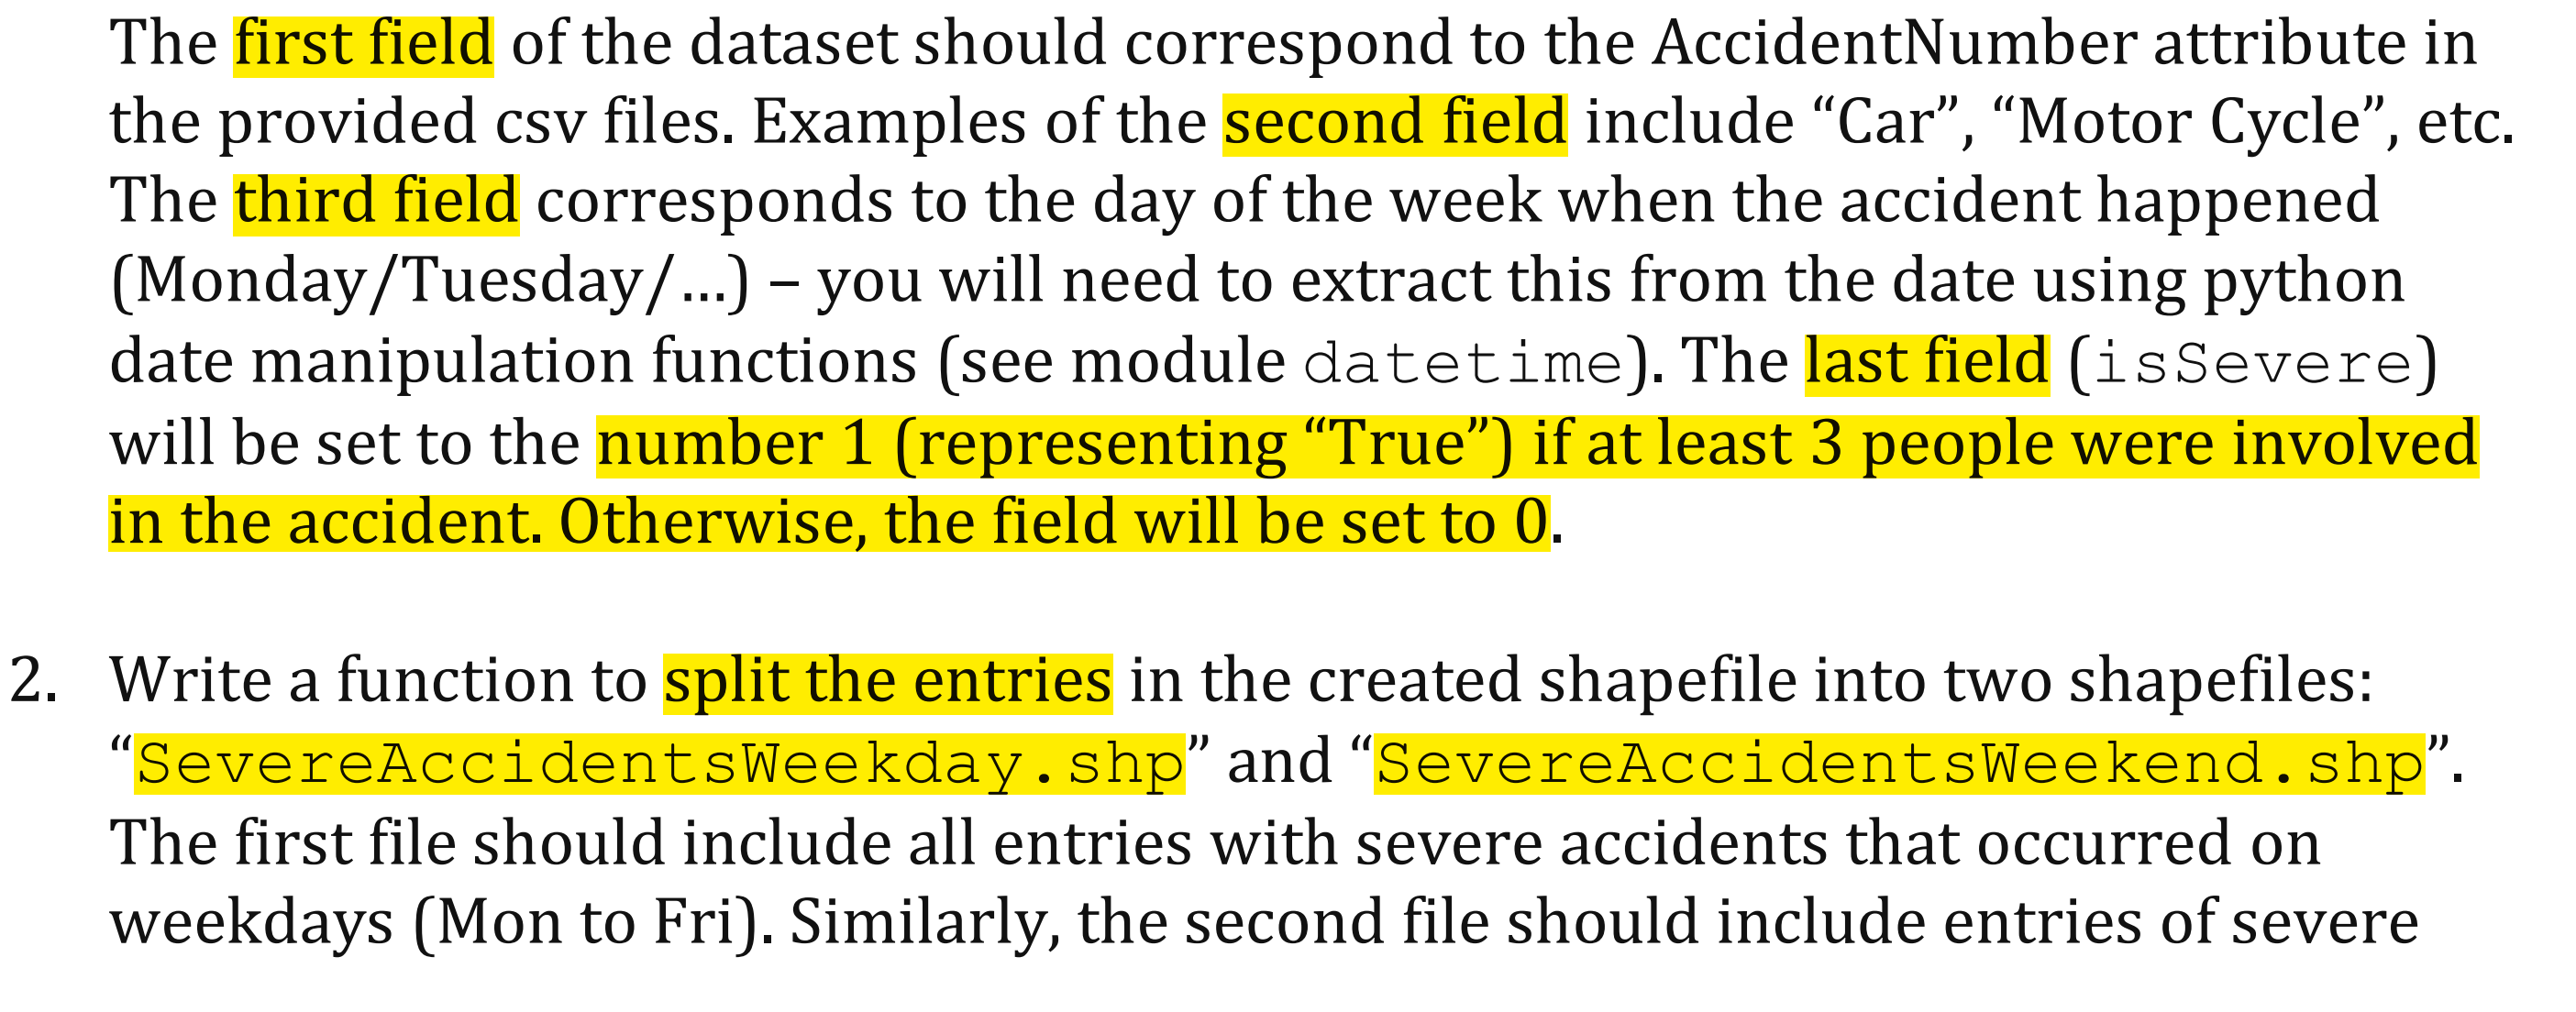 The first field of the dataset should correspond to the AccidentNumber attribute in
the provided csv files. Examples of the second field include “Car”, “Motor Cycle”, etc.
The third field corresponds to the day of the week when the accident happened
(Monday/Tuesday/…) – you will need to extract this from the date using python
date manipulation functions (see module datetime). The last field (isSevere)
will be set to the number 1 (representing “True”) if at least 3 people were involved
in the accident. Otherwise, the field will be set to 0.
2. Write a function to split the entries in the created shapefile into two shapefiles:
“SevereAccidentsWeekday.shp” and “SevereAccidentsWeekend.shp”.
The first file should include all entries with severe accidents that occurred on
weekdays (Mon to Fri). Similarly, the second file should include entries of severe